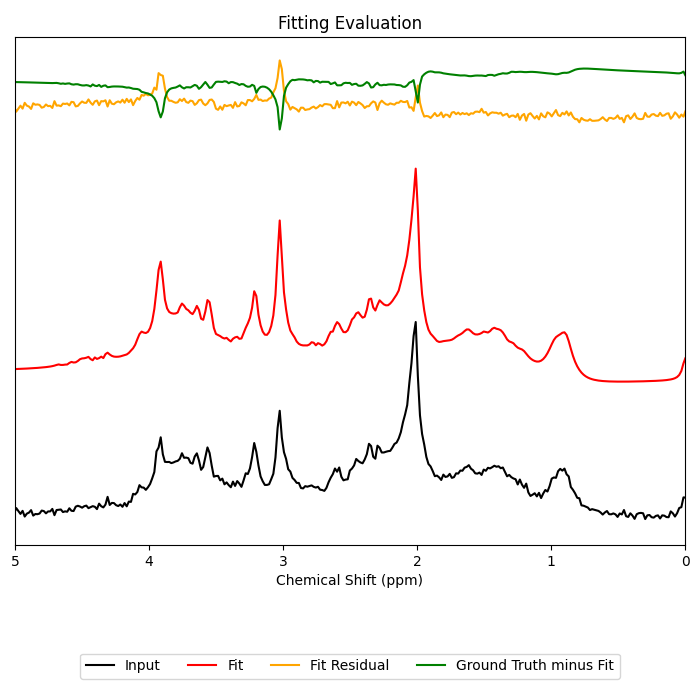 Fitting Evaluation
5 4 3 2 1 0
Chemical Shift (ppm)
Input Fit Fit Residual Ground Truth minus Fit